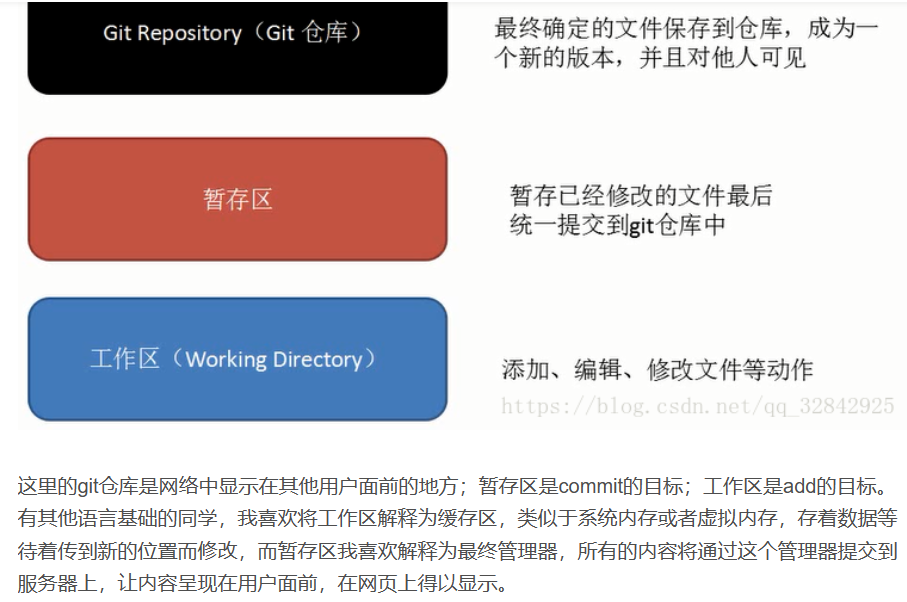 Git Repository（Git 仓库）
最终确定的文件保存到仓库，成为一
个新的版本，并且对他人可见
暂存区
暂存已经修改的文件最后
统一提交到git仓库中
工作区（Working Directory）
添加、编辑、修改文件等动作
https://blog.csdn.net/qq_32842925
这里的git仓库是网络中显示在其他用户面前的地方；暂存区是commit的目标；工作区是add的目标。
有其他语言基础的同学，我喜欢将工作区解释为缓存区，类似于系统内存或者虚拟内存，存着数据等
待着传到新的位置而修改，而暂存区我喜欢解释为最终管理器，所有的内容将通过这个管理器提交到
服务器上，让内容呈现在用户面前，在网页上得以显示。